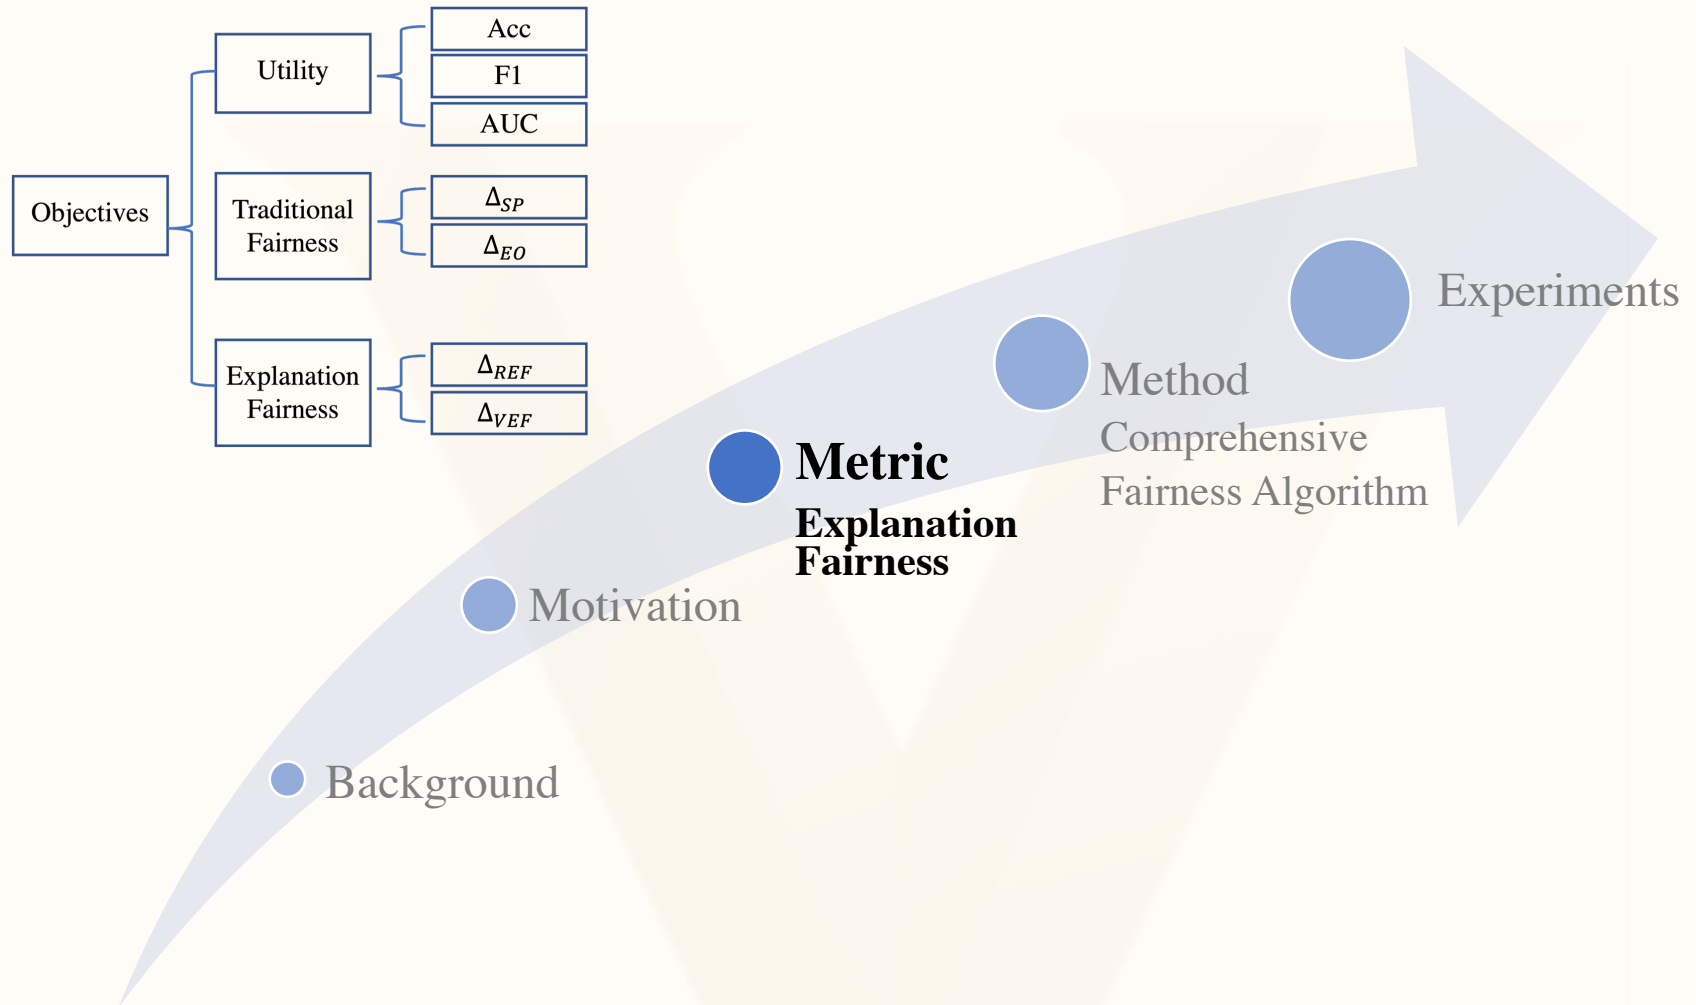 Objectives
Utility
Acc
F1
AUC
Traditional
Fairness
Δ_SP
Δ_EO
Explanation
Fairness
Δ_REF
Δ_VEF
Background
Motivation
Metric
Explanation
Fairness
Method
Comprehensive
Fairness Algorithm
Experiments